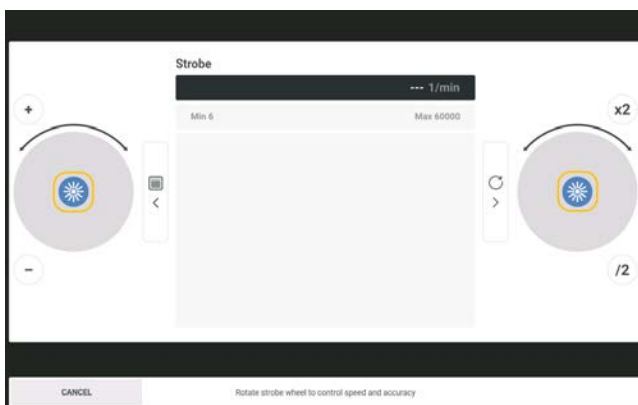 Strobe
--- 1/min
Min 6 Max 60000
+
x2
−
/2
CANCEL
Rotate strobe wheel to control speed and accuracy